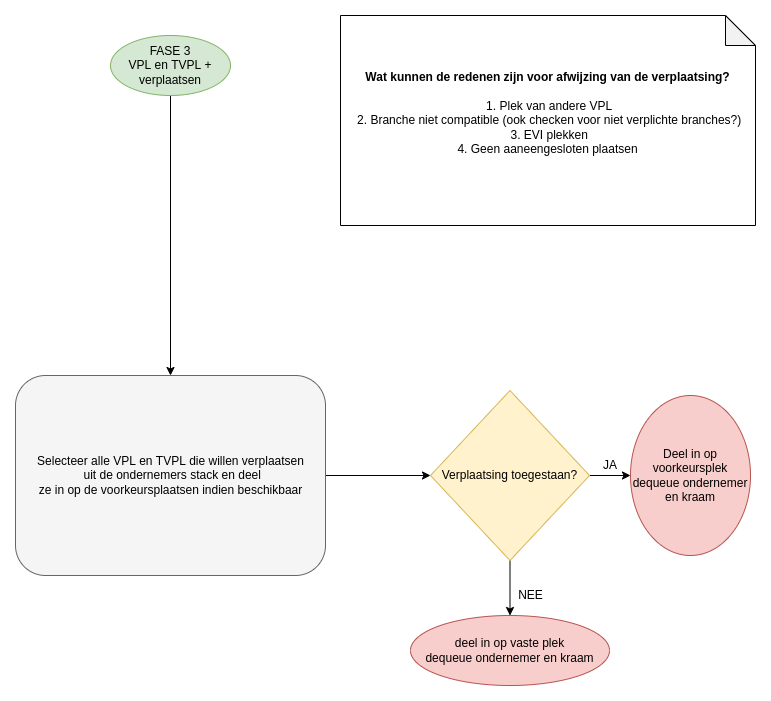 FASE 3
VPL en TVPL +
verplaatsen
Wat kunnen de redenen zijn voor afwijzing van de verplaatsing?
1. Plek van andere VPL
2. Branche niet compatible (ook checken voor niet verplichte branches?)
3. EVI plekken
4. Geen aaneengesloten plaatsen
Selecteer alle VPL en TVPL die willen verplaatsen
uit de ondernemers stack en deel
ze in op de voorkeursplaatsen indien beschikbaar
Verplaatsing toegestaan?
JA
Deel in op
voorkeursplek
dequeue ondernemer
en kraam
NEE
deel in op vaste plek
dequeue ondernemer en kraam